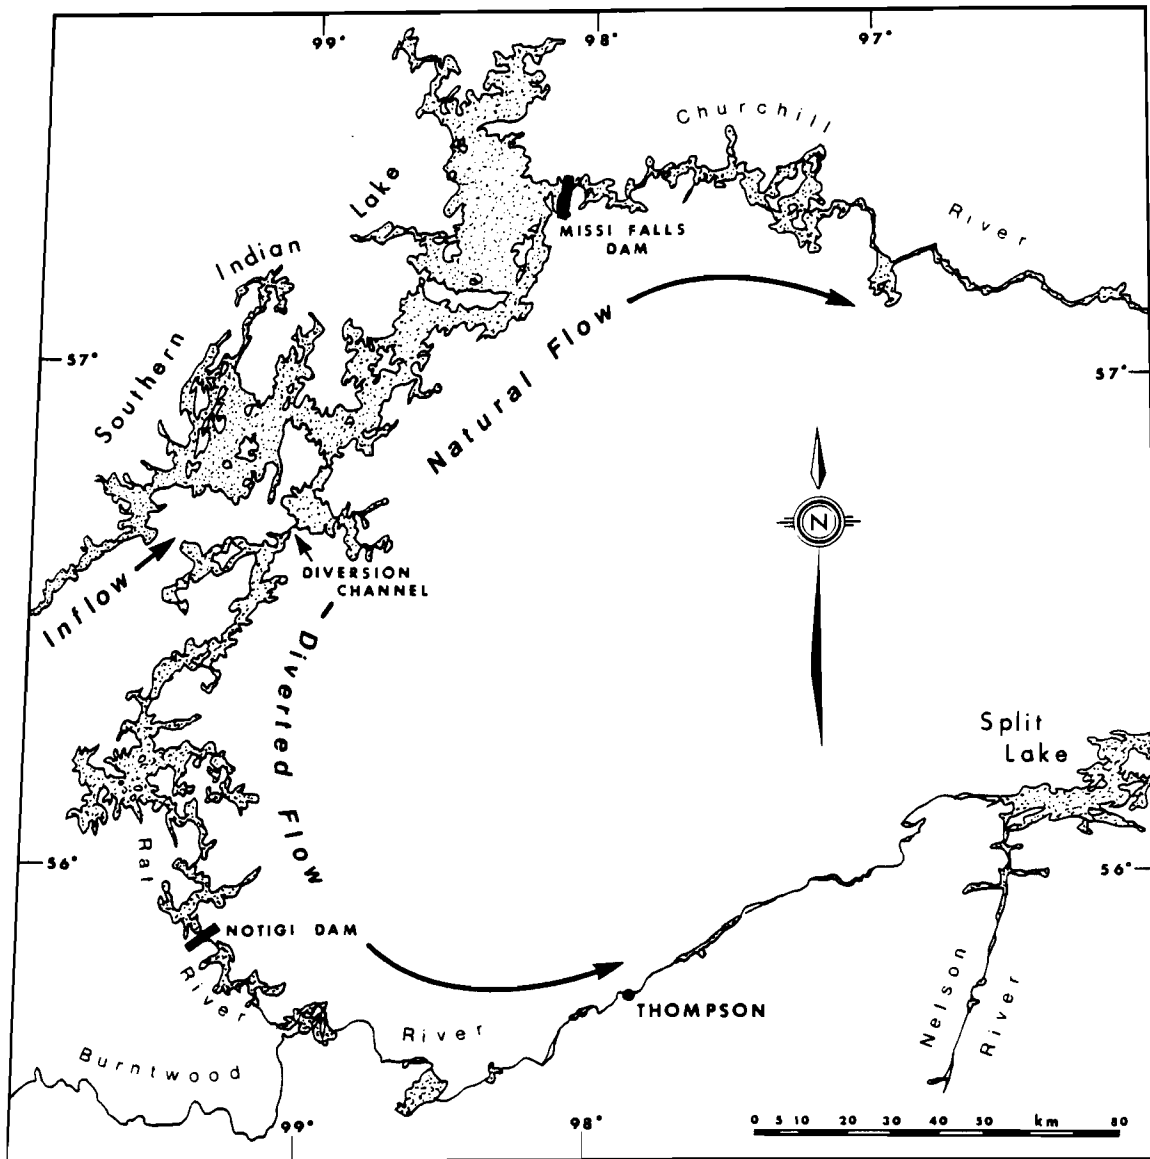 99°
98°
97°
Churchill
River
Southern Indian Lake
MISSI FALLS
DAM
Natural Flow
57°
57°
Inflow
N
DIVERSION
CHANNEL
Diverted Flow
Split
Lake
56°
56°
Rat
River
NOTIGI DAM
THOMPSON
Burntwood
River
Nelson
River
99°
98°
0 5 10 20 30 40 50 km 80